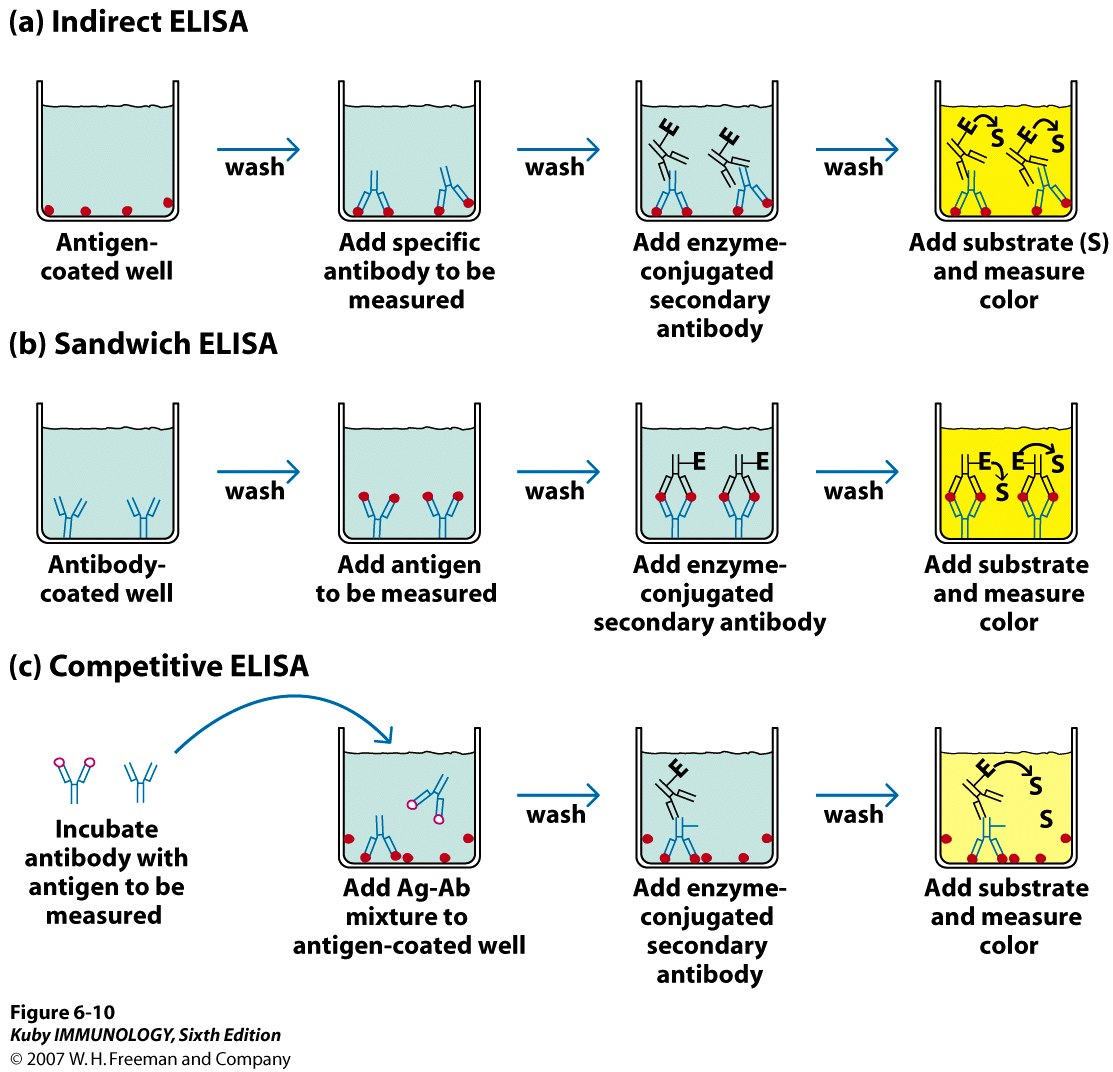 (a) Indirect ELISA
E
E
E
S
E
S
wash
wash
wash
Antigen-
coated well
Add specific
antibody to be
measured
Add enzyme-
conjugated
secondary
antibody
Add substrate (S)
and measure
color
(b) Sandwich ELISA
E
E
E
S
E
S
wash
wash
wash
Antibody-
coated well
Add antigen
to be measured
Add enzyme-
conjugated
secondary antibody
Add substrate
and measure
color
(c) Competitive ELISA
E
E
S
S
wash
wash
Incubate
antibody with
antigen to be
measured
Add Ag-Ab
mixture to
antigen-coated well
Add enzyme-
conjugated
secondary
antibody
Add substrate
and measure
color
Figure 6-10
Kuby IMMUNOLOGY, Sixth Edition
© 2007 W. H. Freeman and Company